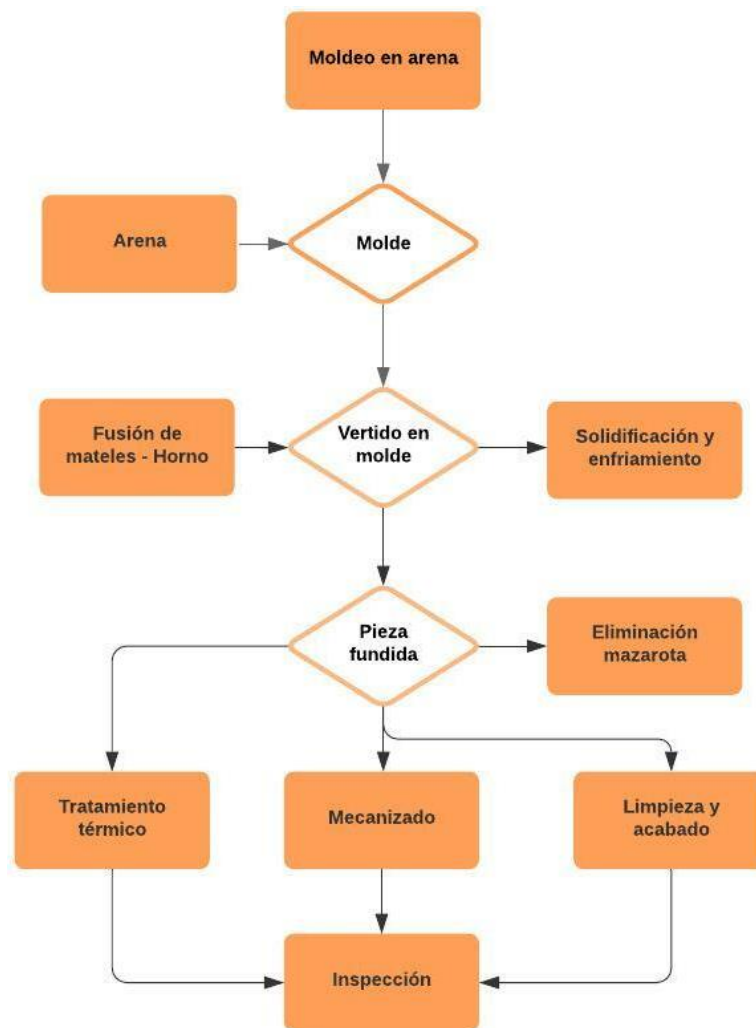 Moldeo en arena
Arena
Molde
Fusión de
mateles - Horno
Vertido en
molde
Solidificación y
enfriamiento
Pieza
fundida
Eliminación
mazarota
Tratamiento
térmico
Mecanizado
Limpieza y
acabado
Inspección